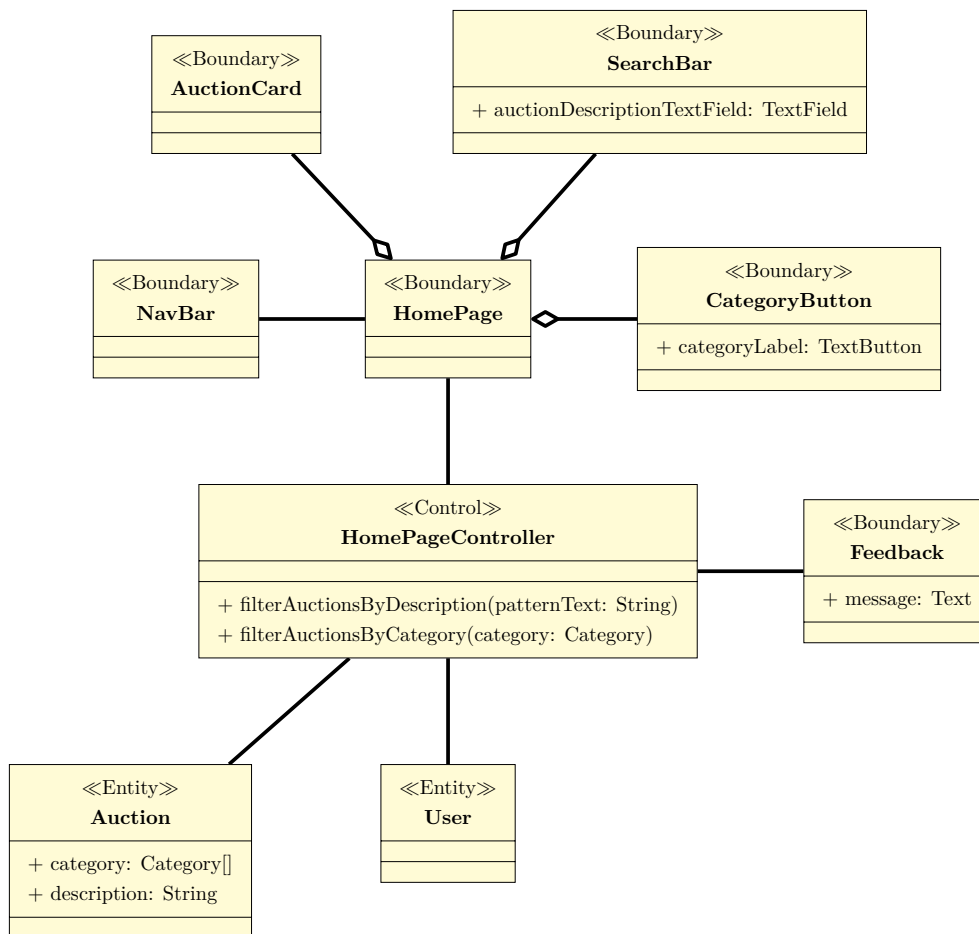 ≪Boundary≫
AuctionCard
≪Boundary≫
SearchBar
+ auctionDescriptionTextField: TextField
≪Boundary≫
NavBar
≪Boundary≫
HomePage
≪Boundary≫
CategoryButton
+ categoryLabel: TextButton
≪Control≫
HomePageController
+ filterAuctionsByDescription(patternText: String)
+ filterAuctionsByCategory(category: Category)
≪Boundary≫
Feedback
+ message: Text
≪Entity≫
Auction
+ category: Category[]
+ description: String
≪Entity≫
User